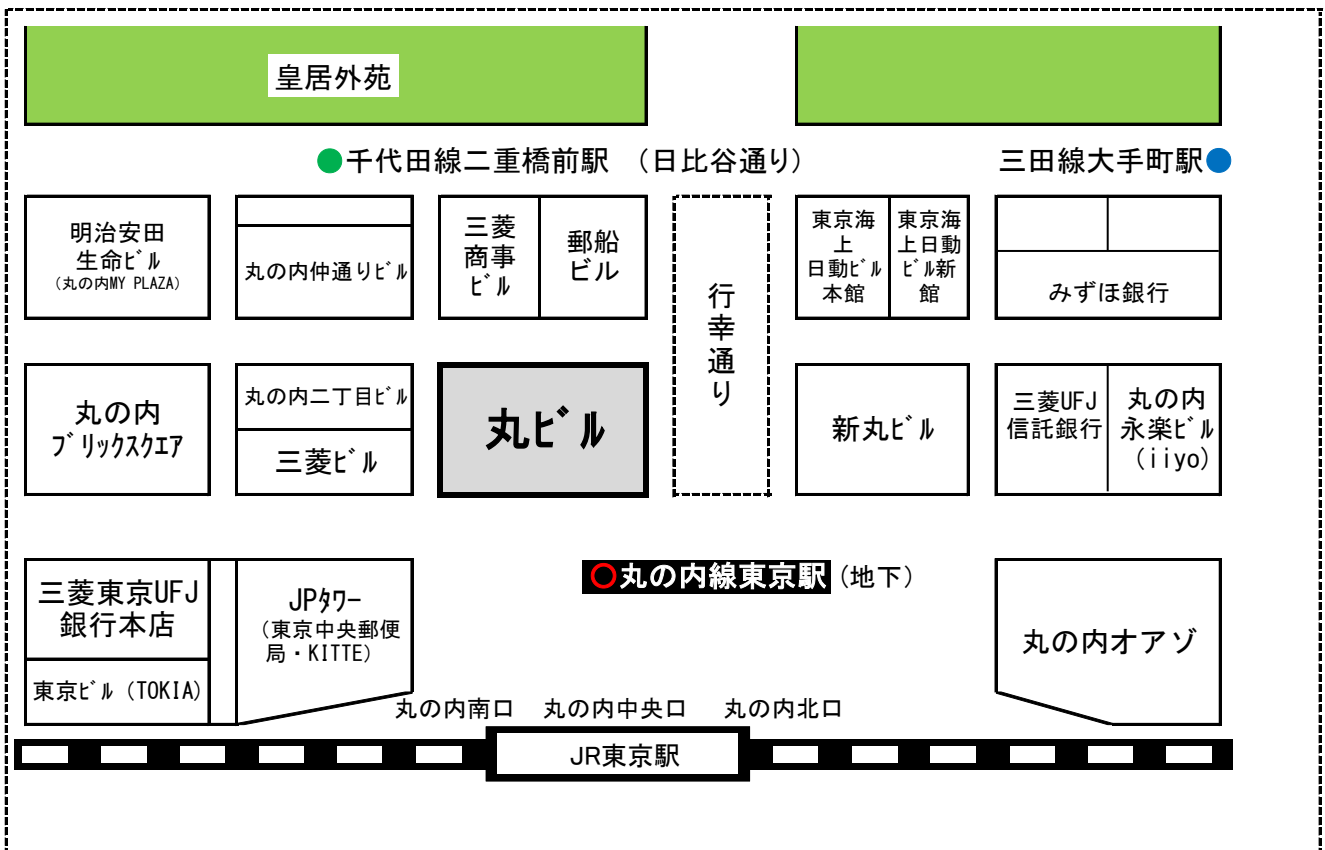 皇居外苑
●千代田線二重橋前駅 （日比谷通り）
三田線大手町駅●
明治安田
生命ﾋﾞﾙ
（丸の内MY PLAZA）
丸の内仲通りﾋﾞﾙ
三菱
商事
ﾋﾞﾙ
郵船
ビル
行幸通り
東京海
上
日動ﾋﾞﾙ
本館
東京海
上日動
ﾋﾞﾙ新
館
みずほ銀行
丸の内
ﾌﾞﾘｯｸｽｸｴｱ
丸の内二丁目ﾋﾞﾙ
三菱ﾋﾞﾙ
丸ﾋﾞﾙ
新丸ﾋﾞﾙ
三菱UFJ
信託銀行
丸の内
永楽ﾋﾞﾙ
(iiyo)
三菱東京UFJ
銀行本店
東京ﾋﾞﾙ (TOKIA)
JPﾀﾜｰ
（東京中央郵便
局・KITTE）
○丸の内線東京駅 (地下)
丸の内オアゾ
丸の内南口 丸の内中央口 丸の内北口
JR東京駅